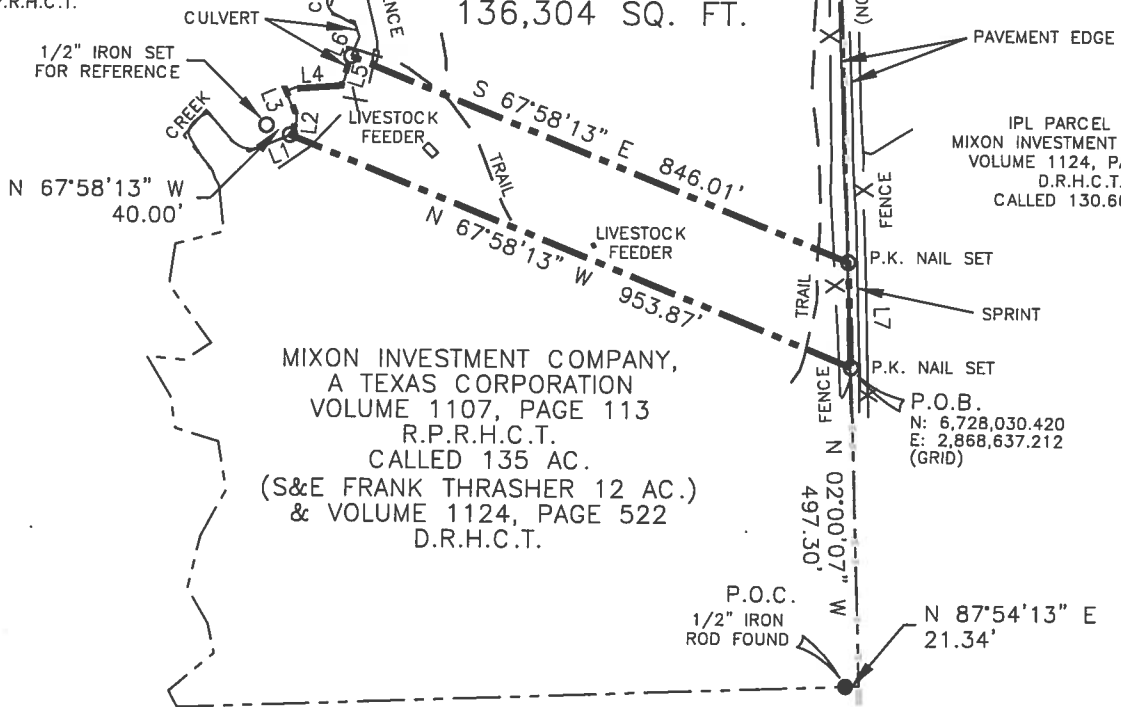 P.R.H.C.T.
136,304 SQ. FT.
CULVERT
1/2" IRON SET
FOR REFERENCE
L6
L5
L4
L3
L2
L1
CREEK
LIVESTOCK
FEEDER
S 67°58'13" E 846.01'
PAVEMENT EDGE
IPL PARCEL
MIXON INVESTMENT
VOLUME 1124,
D.R.H.C.T.
CALLED
N 67°58'13" W
40.00'
TRAIL
FENCE
N 67°58'13" W 953.87'
LIVESTOCK
FEEDER
P.K. NAIL SET
TRAIL
SPRINT
L7
P.K. NAIL SET
MIXON INVESTMENT COMPANY,
A TEXAS CORPORATION
VOLUME 1107, PAGE 113
R.P.R.H.C.T.
CALLED 135 AC.
(S&E FRANK THRASHER 12 AC.)
& VOLUME 1124, PAGE 522
D.R.H.C.T.
FENCE
P.O.B.
N: 6,728,030.420
E: 2,868,637.212
(GRID)
N 02°00'07" W
497.30'
P.O.C.
1/2" IRON
ROD FOUND
N 87°54'13" E
21.34'